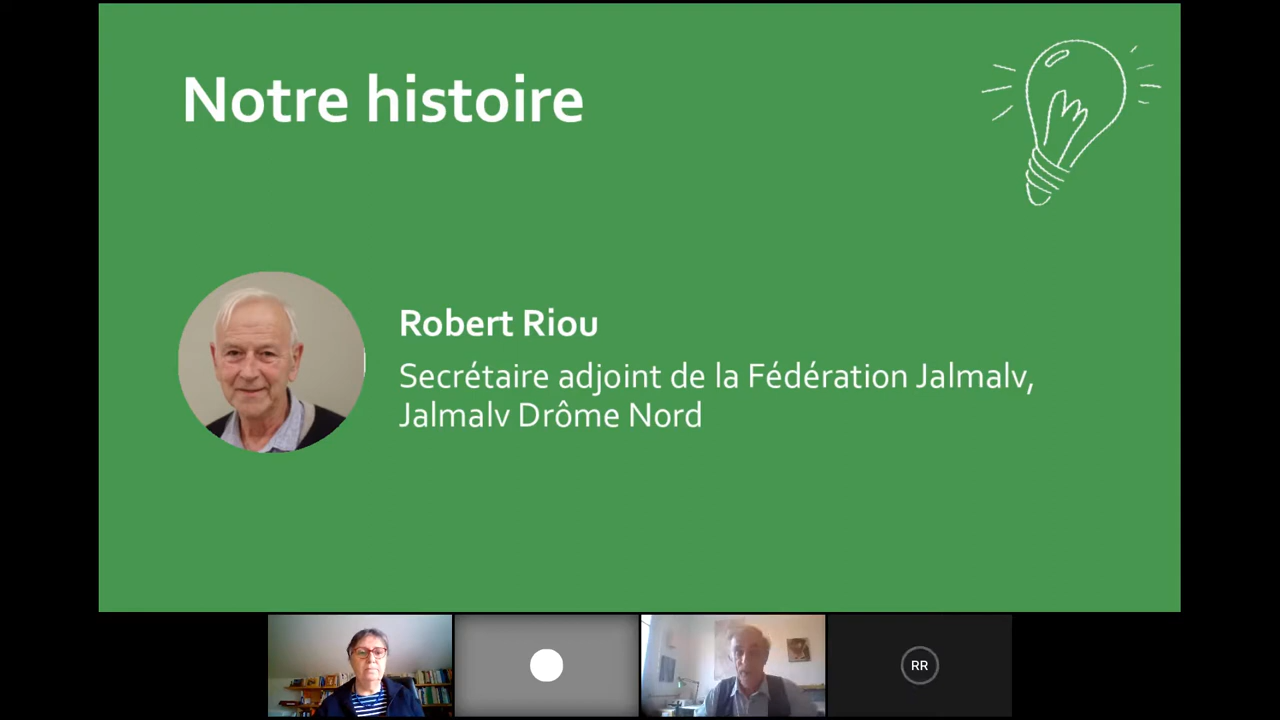 Notre histoire
Robert Riou
Secrétaire adjoint de la Fédération Jalmalv,
Jalmalv Drôme Nord
RR